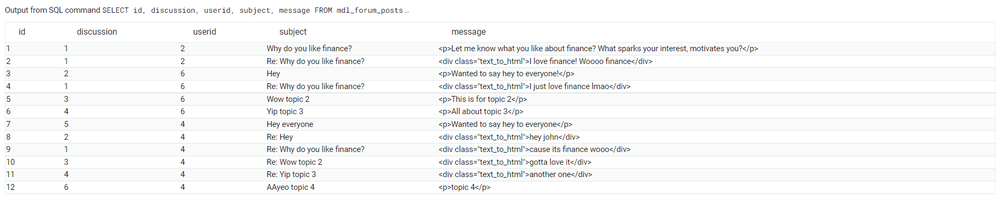 Output from SQL command SELECT id, discussion, userid, subject, message FROM mdl_forum_posts ..
id discussion userid subject message
1 1 2 Why do you like finance? <p>Let me know what you like about finance? What sparks your interest, motivates you?</p>
2 1 2 Re: Why do you like finance? <div class="text_to_html">I love finance! Woooo finance</div>
3 2 6 Hey <p>Wanted to say hey to everyone!</p>
4 1 6 Re: Why do you like finance? <div class="text_to_html">I just love finance lmao</div>
5 3 6 Wow topic 2 <p>This is for topic 2</p>
6 4 6 Yip topic 3 <p>All about topic 3</p>
7 5 4 Hey everyone <p>Wanted to say hey to everyone</p>
8 2 4 Re: Hey <div class="text_to_html">hey john</div>
9 1 4 Re: Why do you like finance? <div class="text_to_html">cause its finance wooo</div>
10 3 4 Re: Wow topic 2 <div class="text_to_html">gotta love it</div>
11 4 4 Re: Yip topic 3 <div class="text_to_html">another one</div>
12 6 4 AAyeo topic 4 <p>topic 4</p>